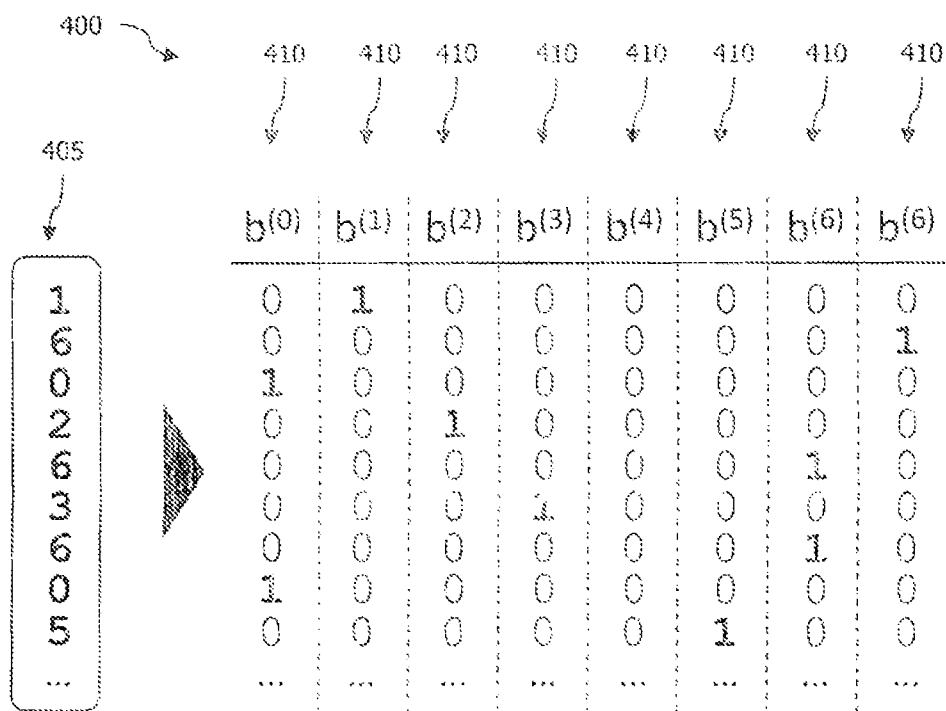 400
410 410 410 410 410 410 410 410
405
b(0) b(1) b(2) b(3) b(4) b(5) b(6) b(6)
1 0 1 0 0 0 0 0 0
6 0 0 0 0 0 0 0 1
0 1 0 0 0 0 0 0 0
2 0 0 1 0 0 0 0 0
6 0 0 0 0 0 0 1 0
3 0 0 0 1 0 0 0 0
6 0 0 0 0 0 0 1 0
0 1 0 0 0 0 0 0 0
5 0 0 0 0 0 1 0 0
... ... ... ... ... ... ... ... ...